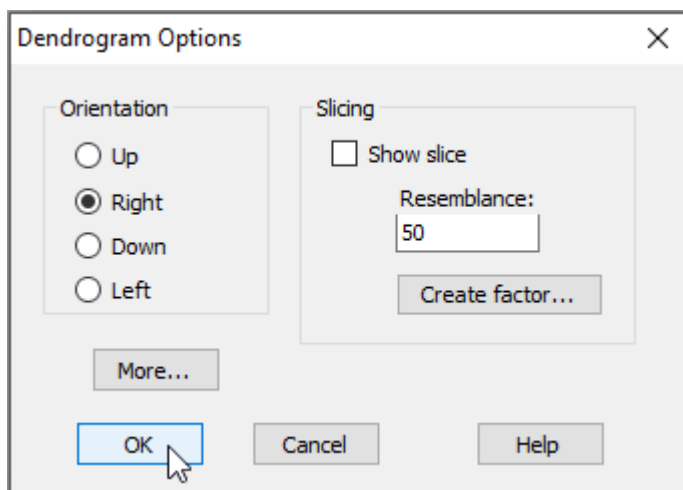 Dendrogram Options
Orientation
Up
Right
Down
Left
Slicing
Show slice
Resemblance:
50
Create factor...
More...
OK
Cancel
Help